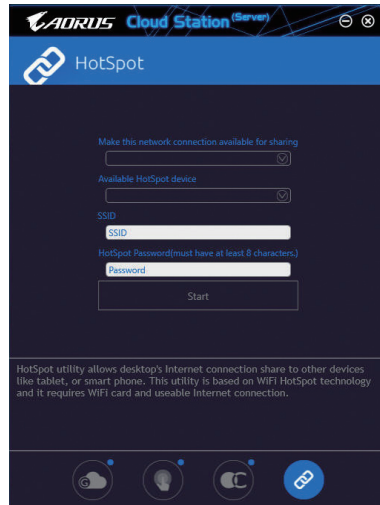 AORUS Cloud Station (Server)
HotSpot
Make this network connection available for sharing
Available HotSpot device
SSID
SSID
HotSpot Password(must have at least 8 characters.)
Password
Start
HotSpot utility allows desktop's Internet connection share to other devices
like tablet, or smart phone. This utility is based on WiFi HotSpot technology
and it requires WiFi card and useable Internet connection.
G